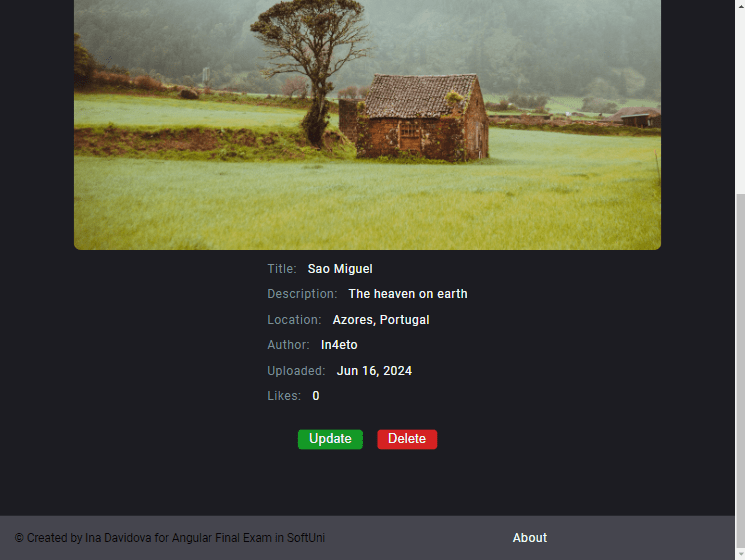 Title: Sao Miguel
Description: The heaven on earth
Location: Azores, Portugal
Author: In4eto
Uploaded: Jun 16, 2024
Likes: 0
Update Delete
© Created by Ina Davidova for Angular Final Exam in SoftUni About